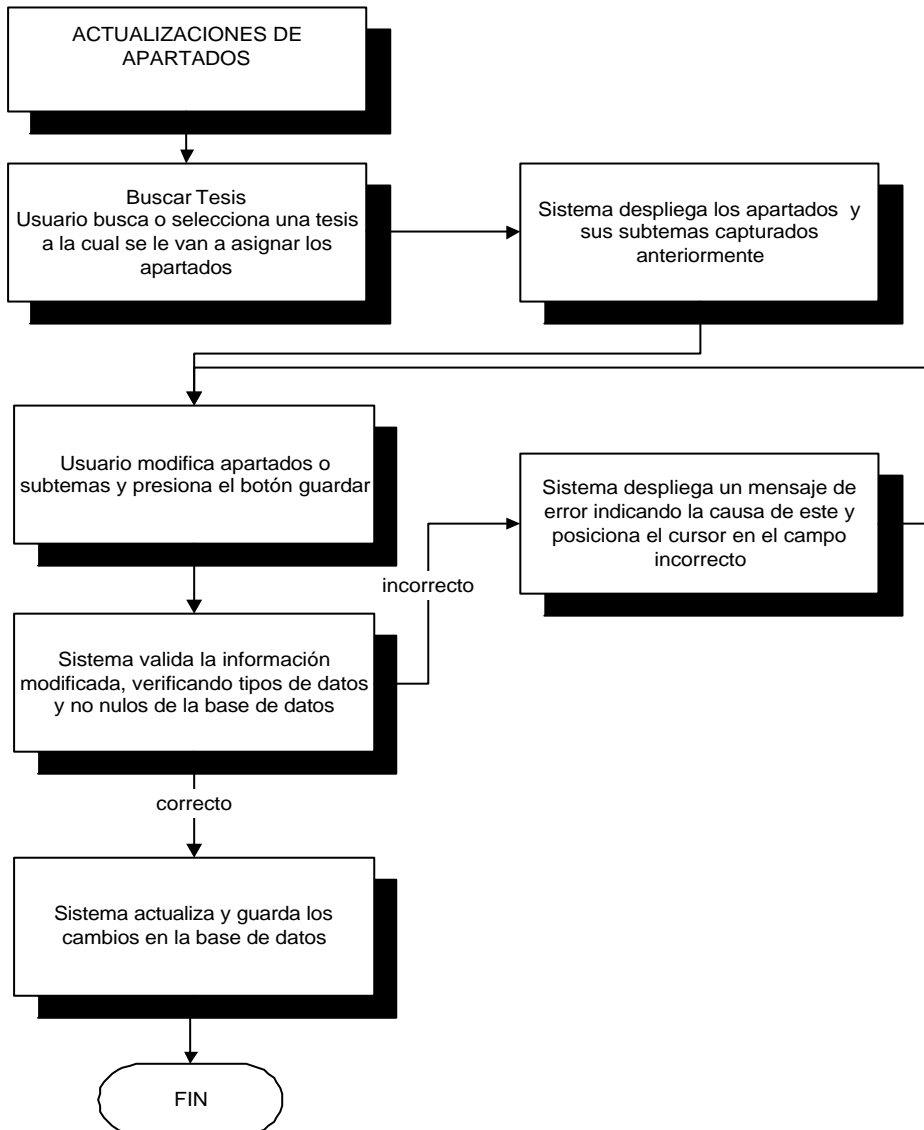 ACTUALIZACIONES DE
APARTADOS
Buscar Tesis
Usuario busca o selecciona una tesis
a la cual se le van a asignar los
apartados
Sistema despliega los apartados y
sus subtemas capturados
anteriormente
Usuario modifica apartados o
subtemas y presiona el botón guardar
Sistema despliega un mensaje de
error indicando la causa de este y
posiciona el cursor en el campo
incorrecto
incorrecto
Sistema valida la información
modificada, verificando tipos de datos
y no nulos de la base de datos
correcto
Sistema actualiza y guarda los
cambios en la base de datos
FIN